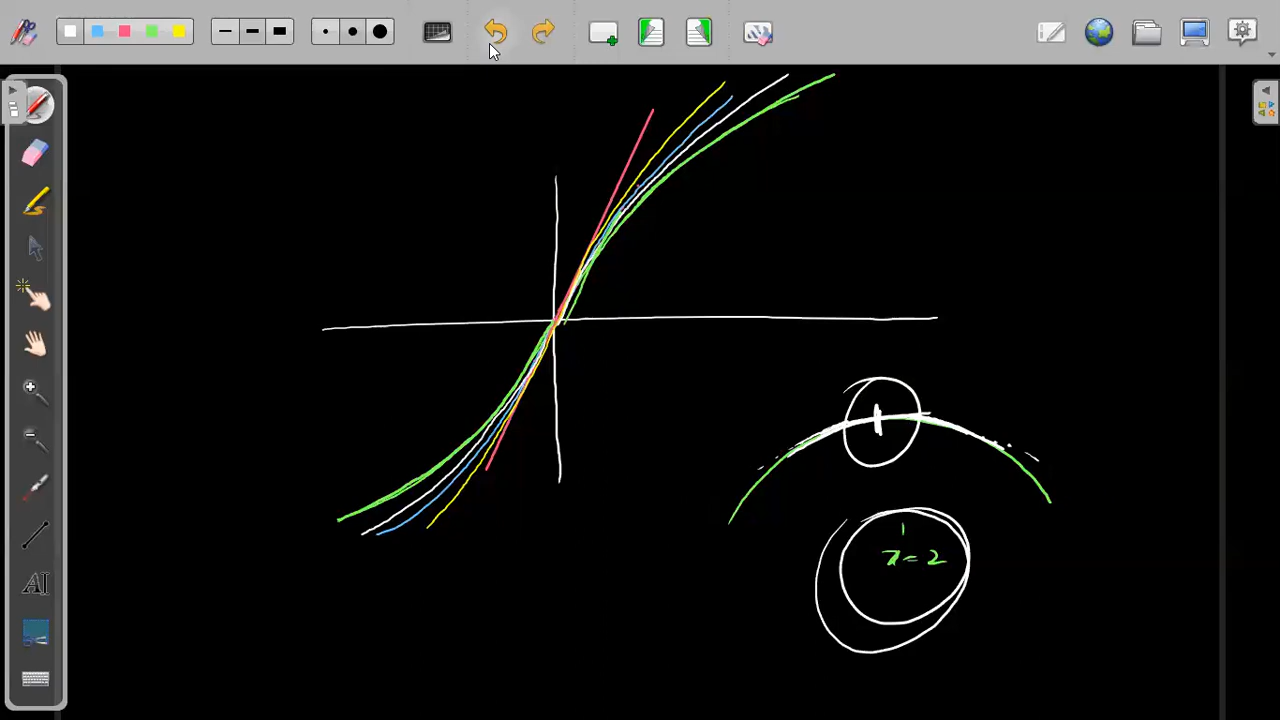 x = 2